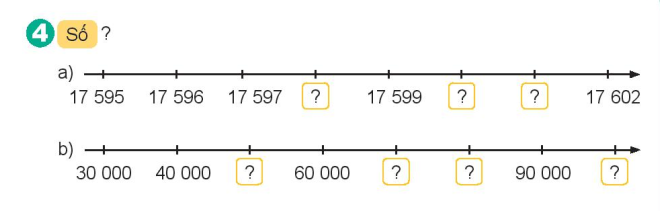 4 Số ?
a)
17 595 17 596 17 597 ? 17 599 ? ? 17 602
b)
30 000 40 000 ? 60 000 ? ? 90 000 ?